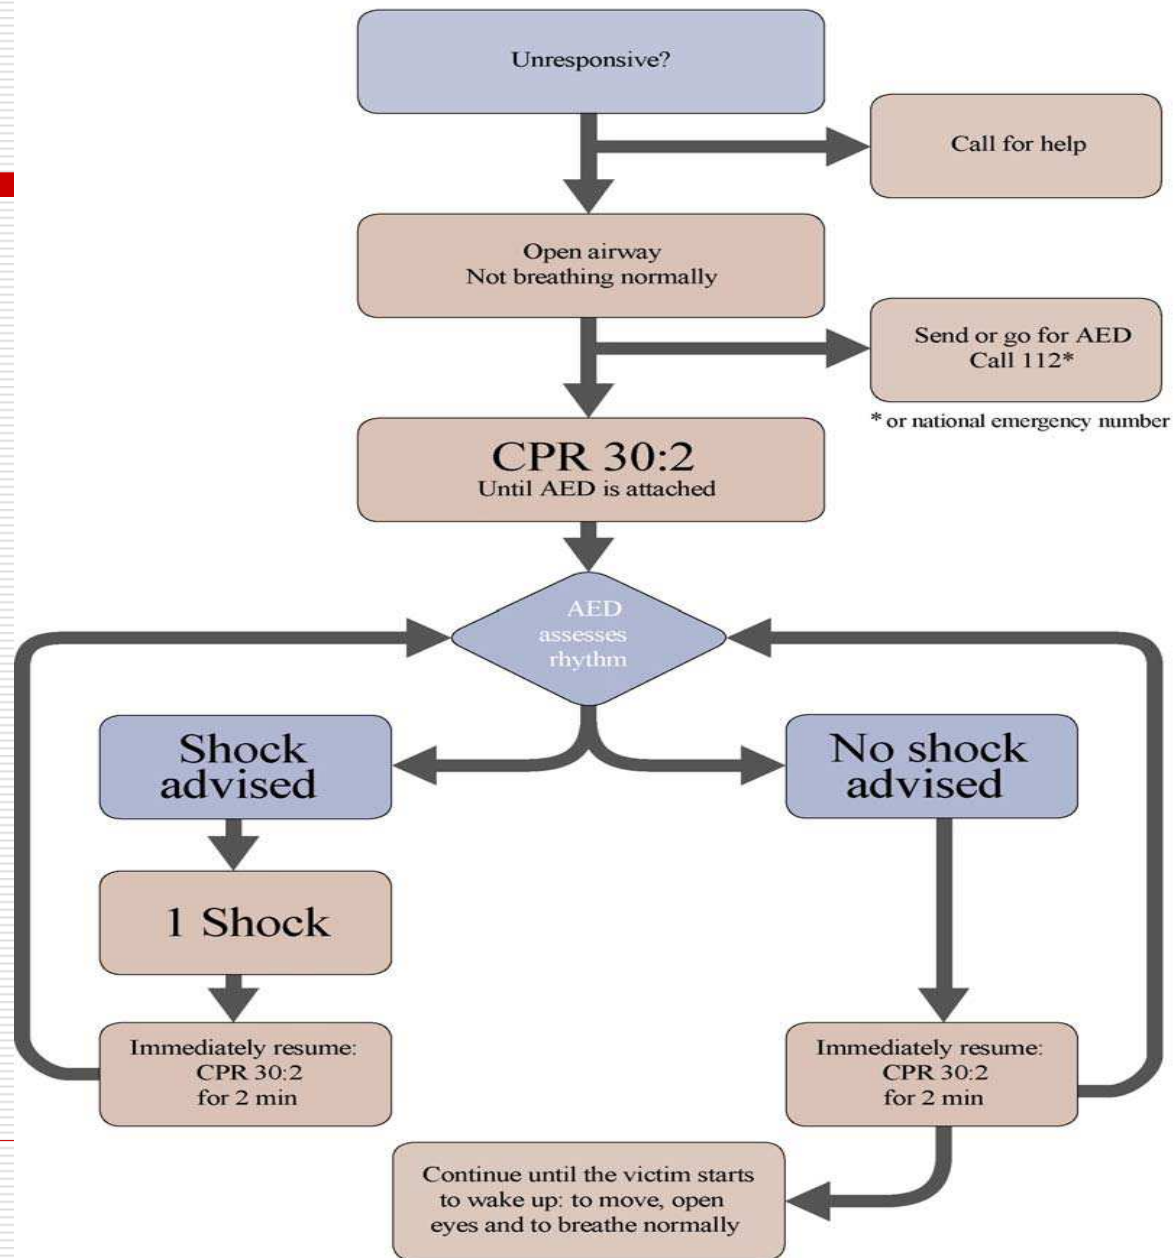 Unresponsive?
Call for help
Open airway
Not breathing normally
Send or go for AED
Call 112*
* or national emergency number
CPR 30:2
Until AED is attached
AED
assesses
rhythm
Shock
advised
No shock
advised
1 Shock
Immediately resume:
CPR 30:2
for 2 min
Immediately resume:
CPR 30:2
for 2 min
Continue until the victim starts
to wake up: to move, open
eyes and to breathe normally